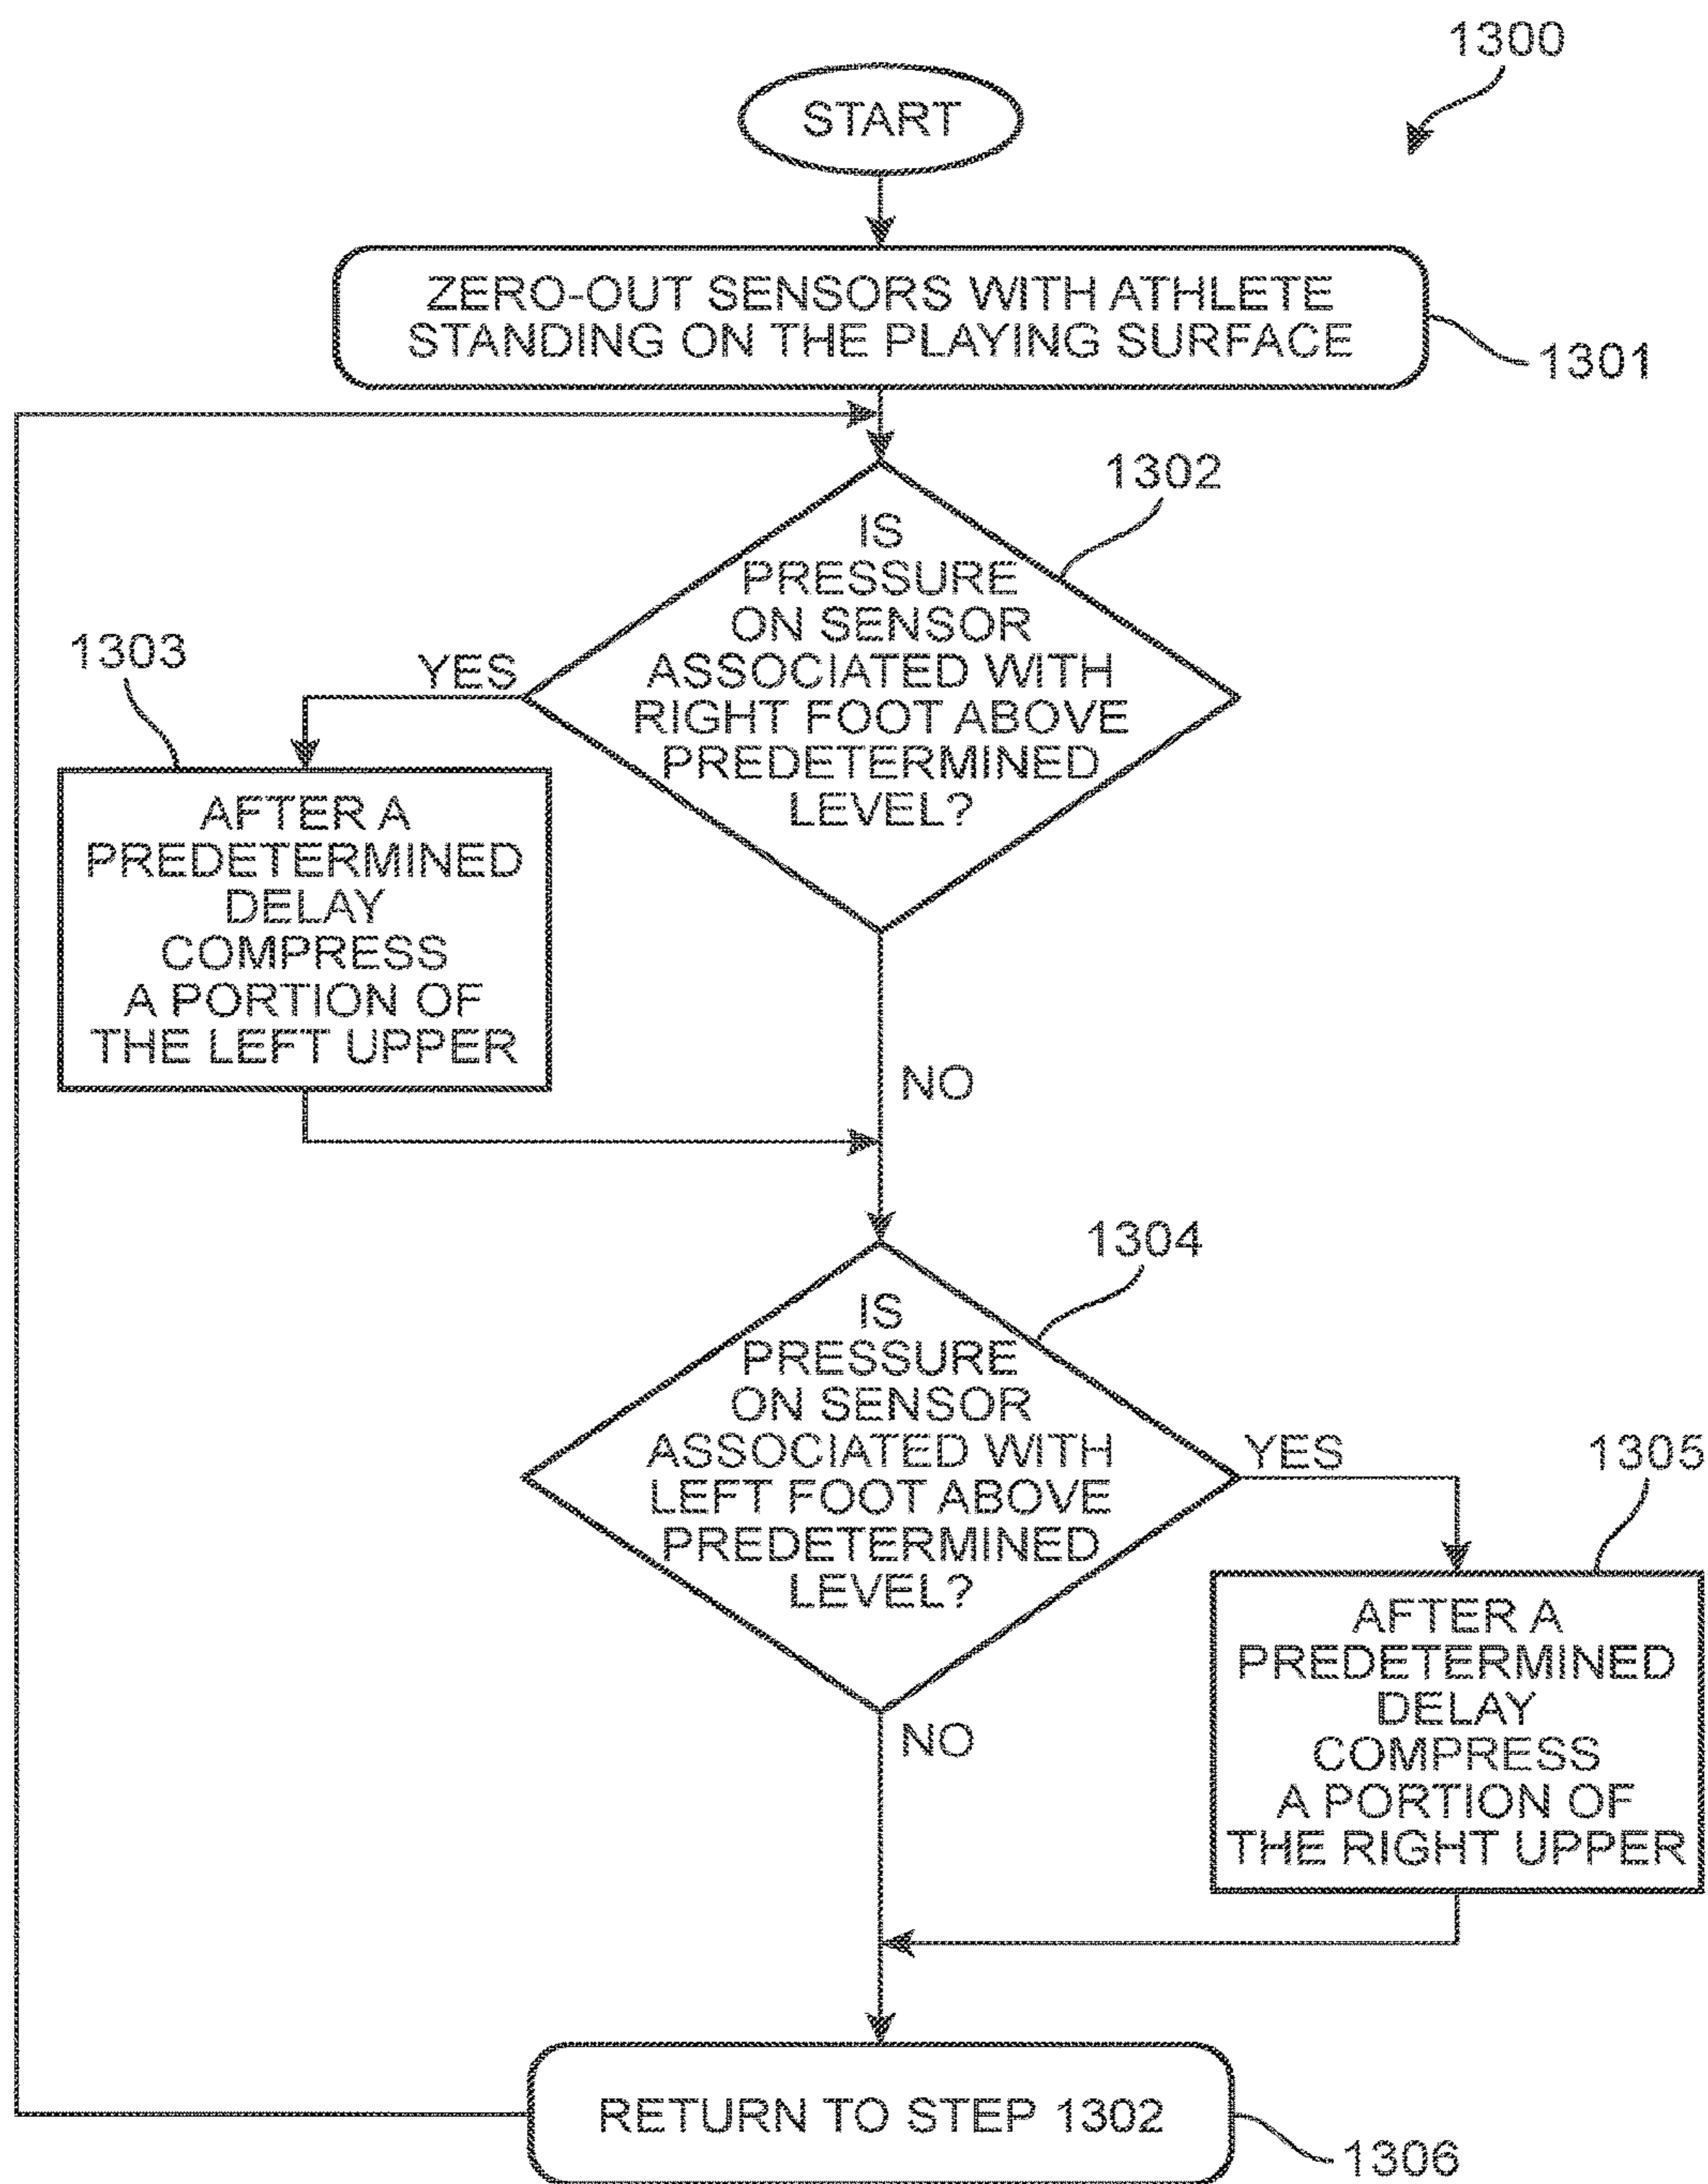 1300
START
ZERO-OUT SENSORS WITH ATHLETE
STANDING ON THE PLAYING SURFACE
1301
1302
IS
PRESSURE
ON SENSOR
ASSOCIATED WITH
RIGHT FOOT ABOVE
PREDETERMINED
LEVEL?
YES
1303
AFTER A
PREDETERMINED
DELAY
COMPRESS
A PORTION OF
THE LEFT UPPER
NO
1304
IS
PRESSURE
ON SENSOR
ASSOCIATED WITH
LEFT FOOT ABOVE
PREDETERMINED
LEVEL?
YES
1305
AFTER A
PREDETERMINED
DELAY
COMPRESS
A PORTION OF
THE RIGHT UPPER
NO
RETURN TO STEP 1302
1306